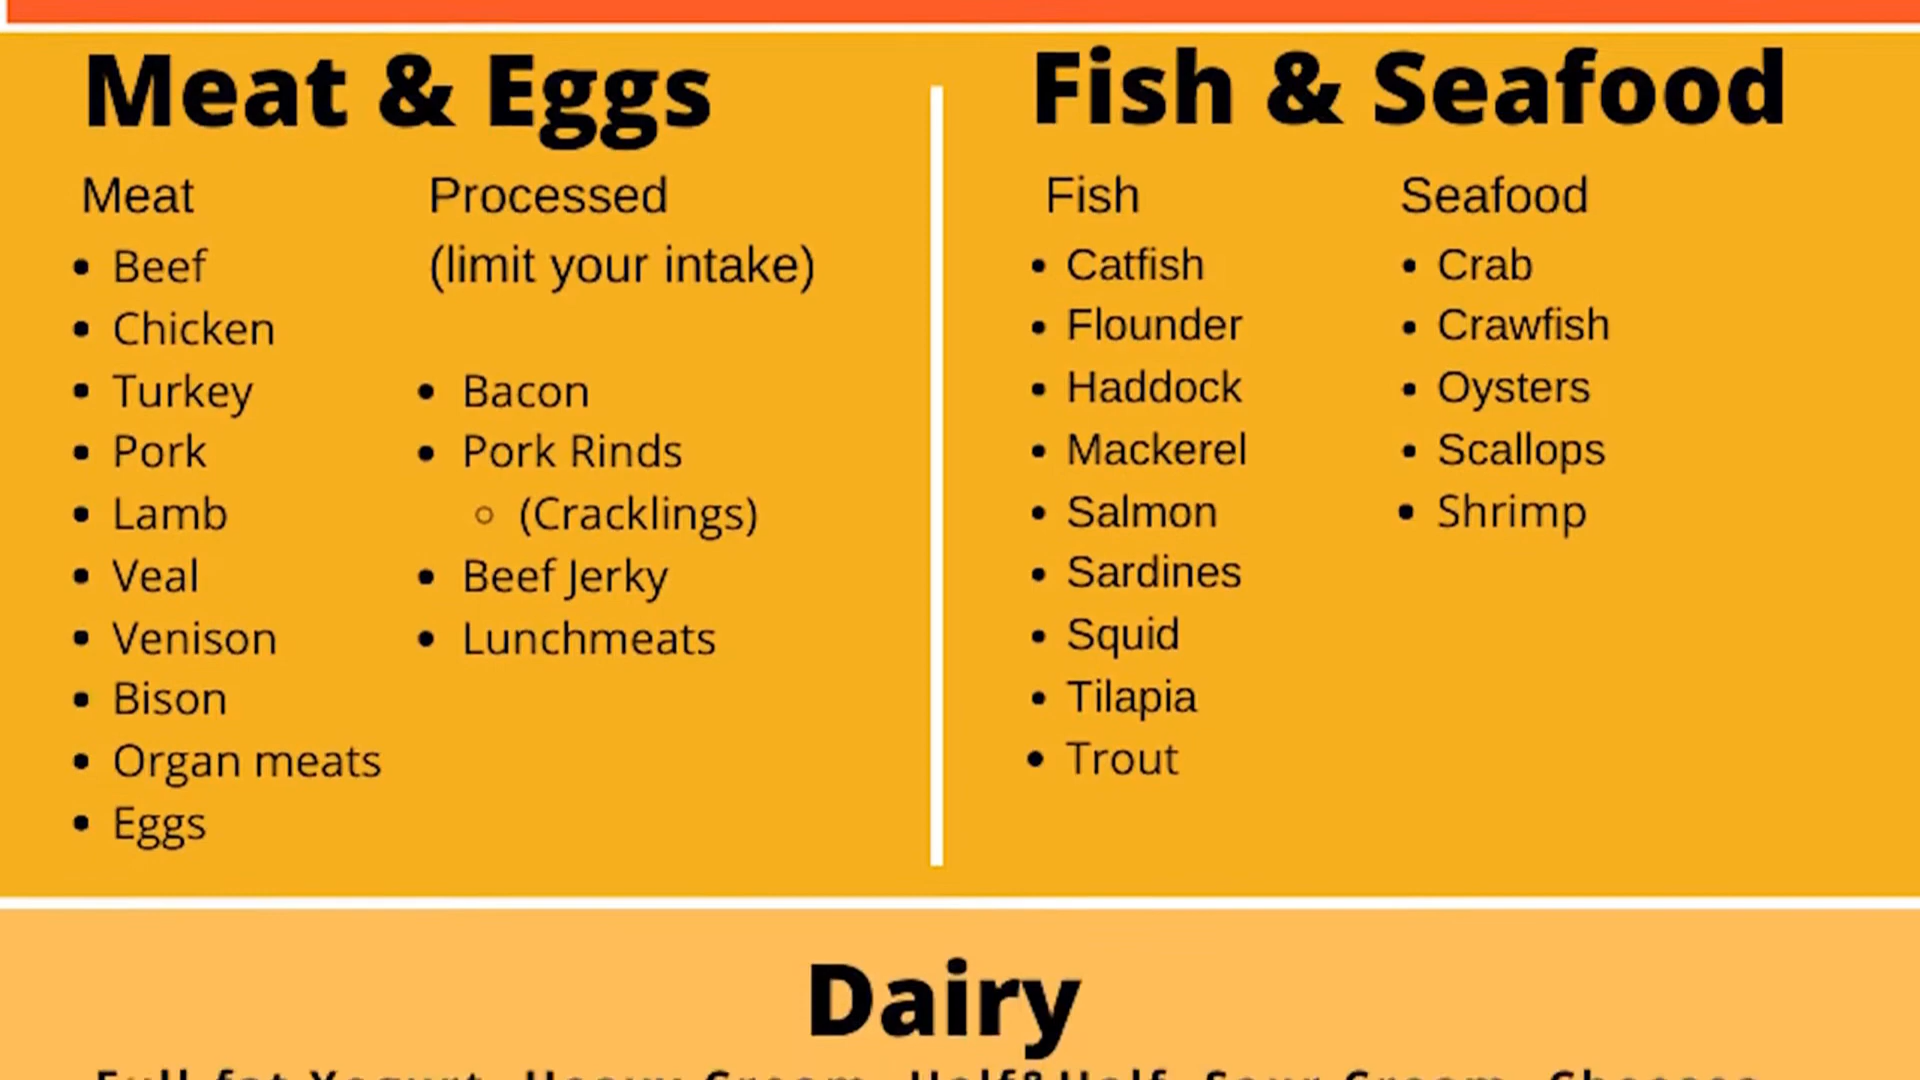 Meat & Eggs
Meat
• Beef
• Chicken
• Turkey
• Pork
• Lamb
• Veal
• Venison
• Bison
• Organ meats
• Eggs
Processed
(limit your intake)
• Bacon
• Pork Rinds
○ (Cracklings)
• Beef Jerky
• Lunchmeats
Fish & Seafood
Fish
• Catfish
• Flounder
• Haddock
• Mackerel
• Salmon
• Sardines
• Squid
• Tilapia
• Trout
Seafood
• Crab
• Crawfish
• Oysters
• Scallops
• Shrimp
Dairy